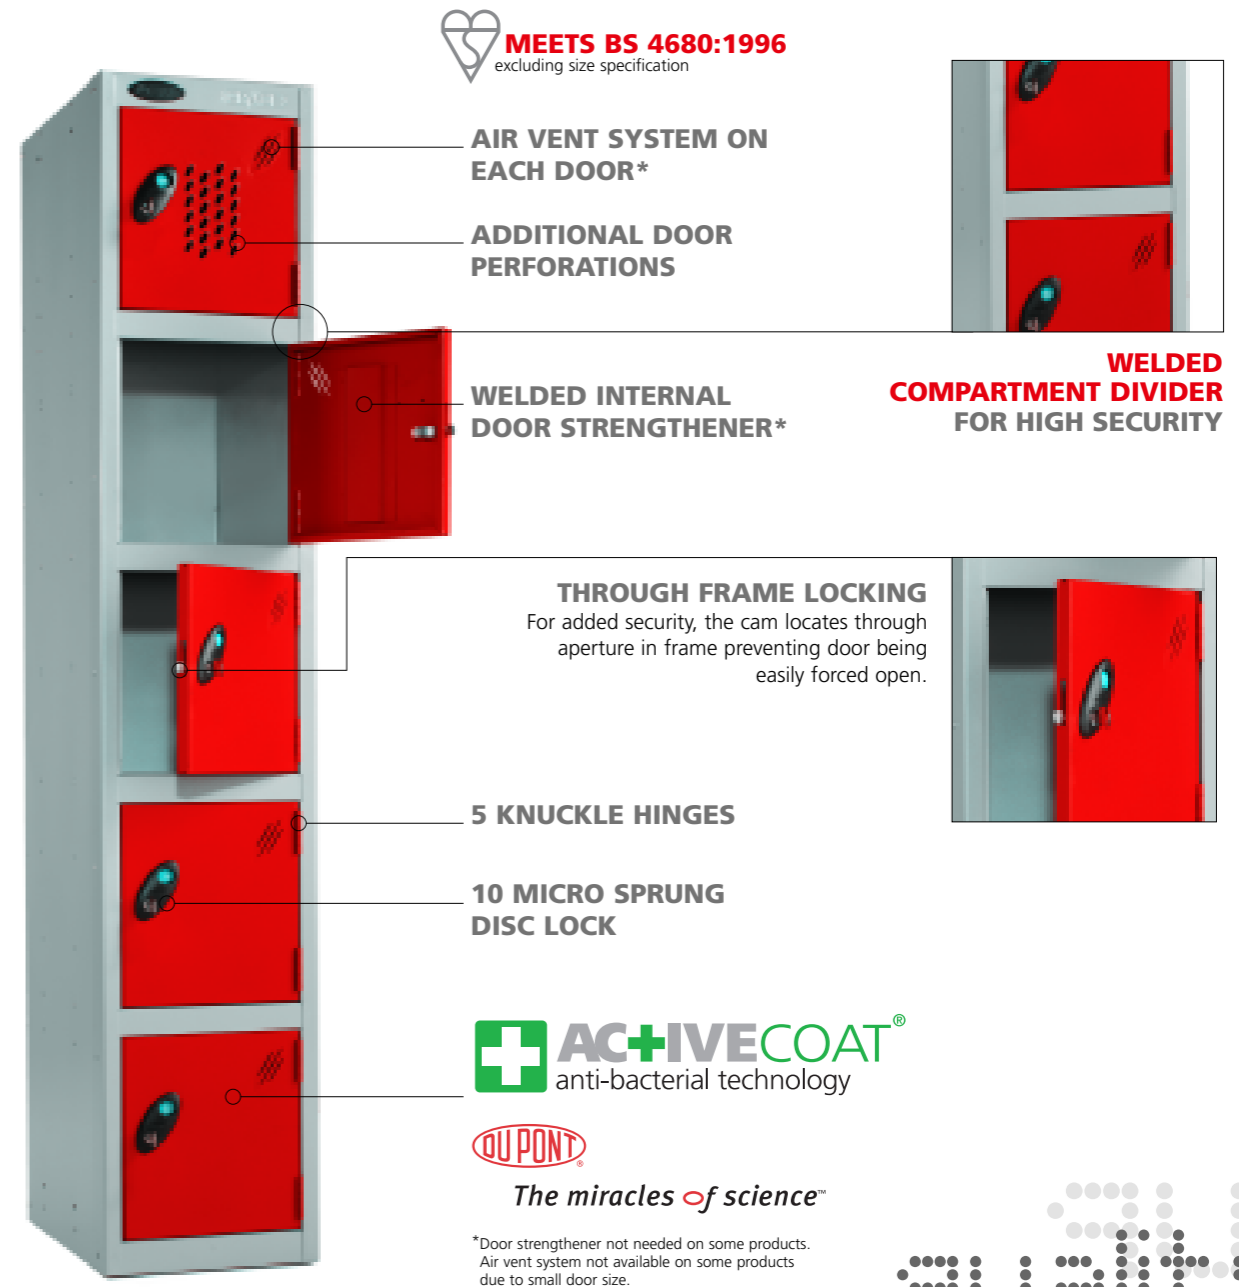 MEETS BS 4680:1996
excluding size specification
AIR VENT SYSTEM ON
EACH DOOR*
ADDITIONAL DOOR
PERFORATIONS
WELDED
COMPARTMENT DIVIDER
FOR HIGH SECURITY
WELDED INTERNAL
DOOR STRENGTHENER*
THROUGH FRAME LOCKING
For added security, the cam locates through
aperture in frame preventing door being
easily forced open.
5 KNUCKLE HINGES
10 MICRO SPRUNG
DISC LOCK
ACTIVECOAT®
anti-bacterial technology
DUPONT®
The miracles of science™
*Door strengthener not needed on some products.
Air vent system not available on some products
due to small door size.